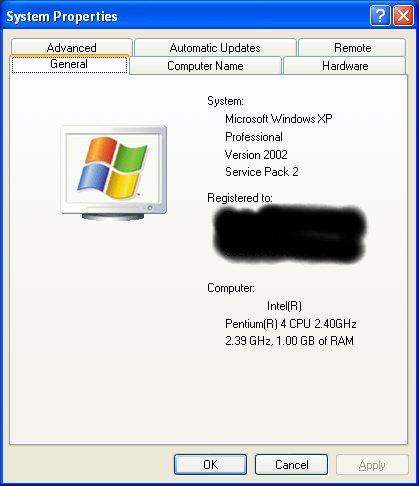 System Properties
Advanced
Automatic Updates
Remote
General
Computer Name
Hardware
System:
Microsoft Windows XP
Professional
Version 2002
Service Pack 2
Registered to:
Computer:
Intel(R)
Pentium(R) 4 CPU 2.40GHz
2.39 GHz, 1.00 GB of RAM
OK
Cancel
Apply